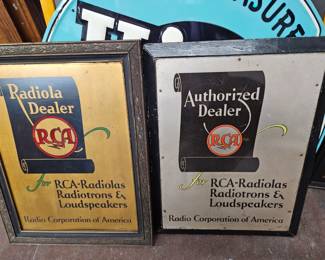 Radiola
Dealer
RCA
for RCA-Radiolas
Radiotrons &
Loudspeakers
Radio Corporation of America
Authorized
Dealer
RCA
for RCA-Radiolas
Radiotrons &
Loudspeakers
Radio Corporation of America